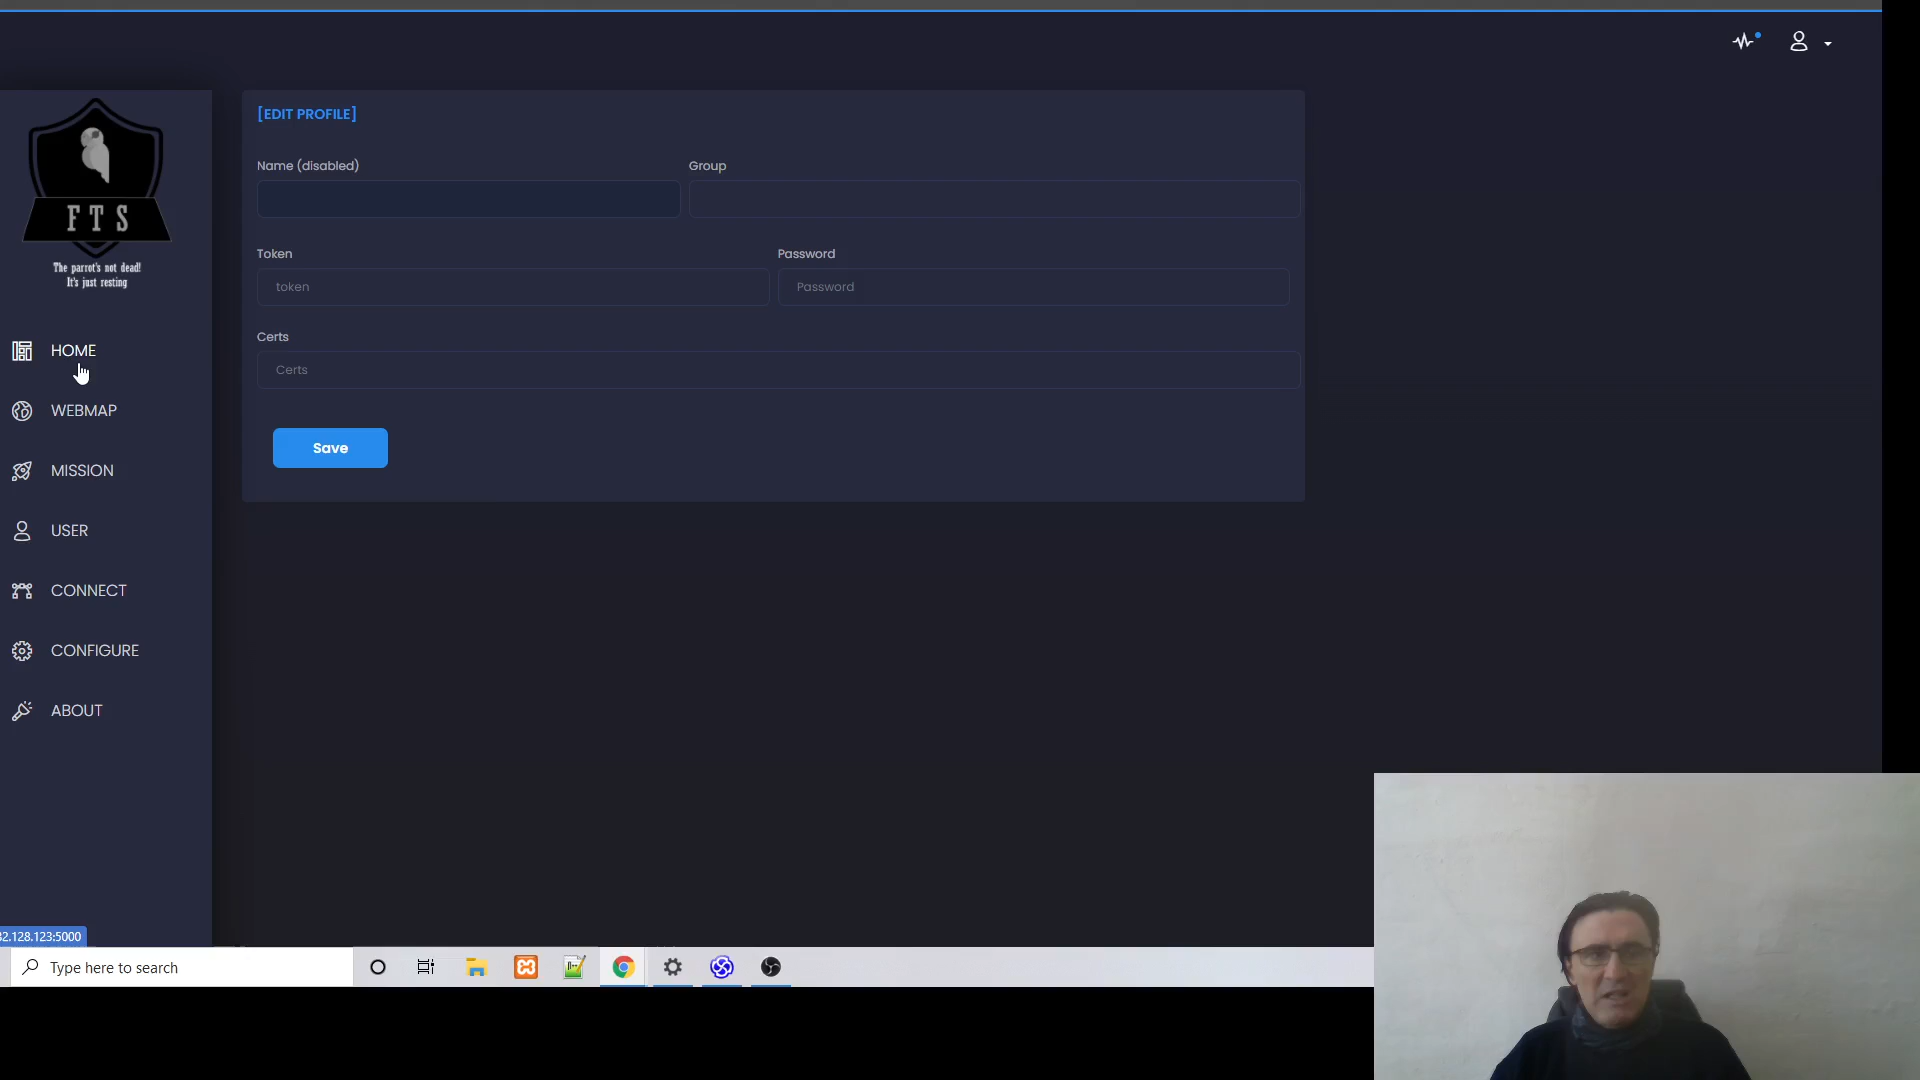 FTS
The parrot's not dead!
It's just resting
HOME
WEBMAP
MISSION
USER
CONNECT
CONFIGURE
ABOUT
[EDIT PROFILE]
Name (disabled)
Group
Token
Password
token
Password
Certs
Certs
Save
32.128.123:5000
Type here to search